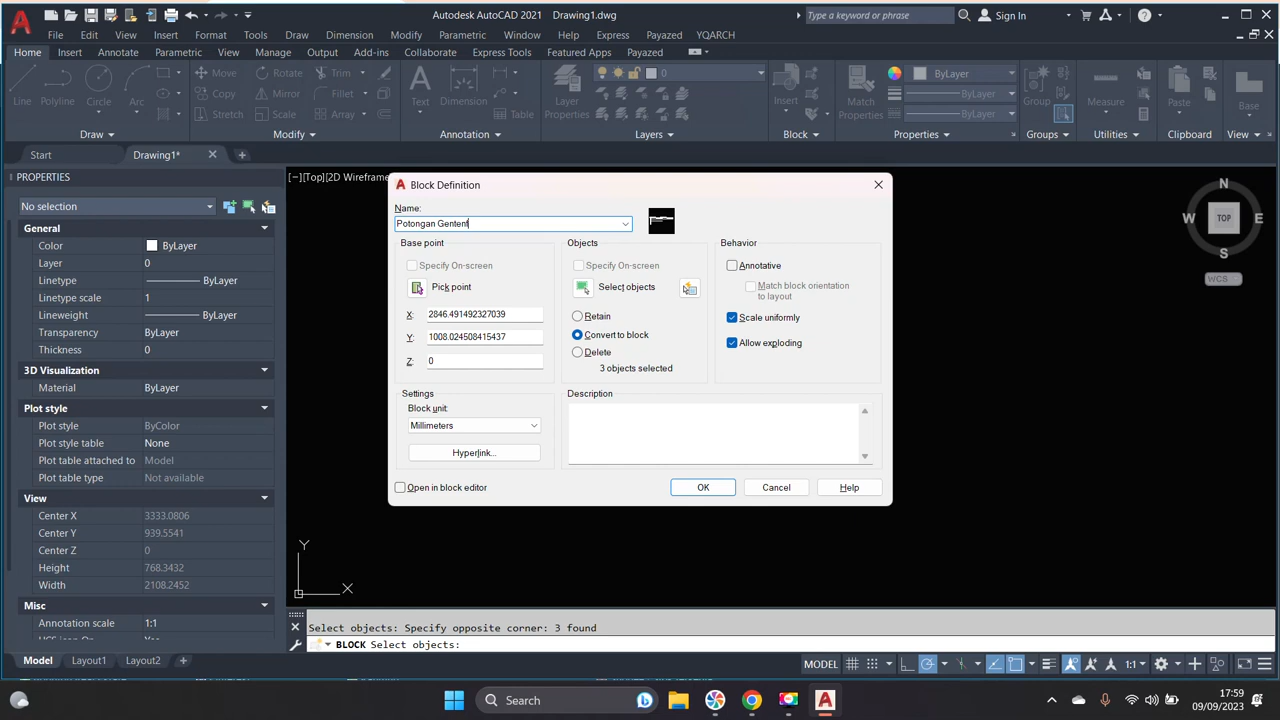 Autodesk AutoCAD 2021 Drawing1.dwg
Type a keyword or phrase
Sign In
File Edit View Insert Format Tools Draw Dimension Modify Parametric Window Help Express Payazed YQARCH
Home Insert Annotate Parametric View Manage Output Add-ins Collaborate Express Tools Featured Apps Payazed
Line Polyline Circle Arc
Move Rotate Trim
Copy Mirror Fillet
Stretch Scale Array
Text Dimension Table
Layer Properties
0
Insert
Match Properties
ByLayer
ByLayer
ByLayer
Group
Measure
Paste
Base
Draw Modify Annotation Layers Block Properties Groups Utilities Clipboard View
Start Drawing1*
PROPERTIES
No selection
General
Color ByLayer
Layer 0
Linetype ByLayer
Linetype scale 1
Lineweight ByLayer
Transparency ByLayer
Thickness 0
3D Visualization
Material ByLayer
Plot style
Plot style ByColor
Plot style table None
Plot table attached to Model
Plot table type Not available
View
Center X 3333.0806
Center Y 939.5541
Center Z 0
Height 768.3432
Width 2108.2452
Misc
Annotation scale 1:1
[−][Top][2D Wireframe
Block Definition
Name:
Potongan Gentenf
Base point
Specify On-screen
Pick point
X: 2846.491492327039
Y: 1008.024508415437
Z: 0
Objects
Specify On-screen
Select objects
Retain
Convert to block
Delete
3 objects selected
Behavior
Annotative
Match block orientation
to layout
Scale uniformly
Allow exploding
Settings
Block unit:
Millimeters
Hyperlink...
Description
Open in block editor
OK Cancel Help
N
W TOP E
S
WCS
Y
X
Select objects: Specify opposite corner: 3 found
BLOCK Select objects:
Model Layout1 Layout2
MODEL 1:1
Search
17:59
09/09/2023